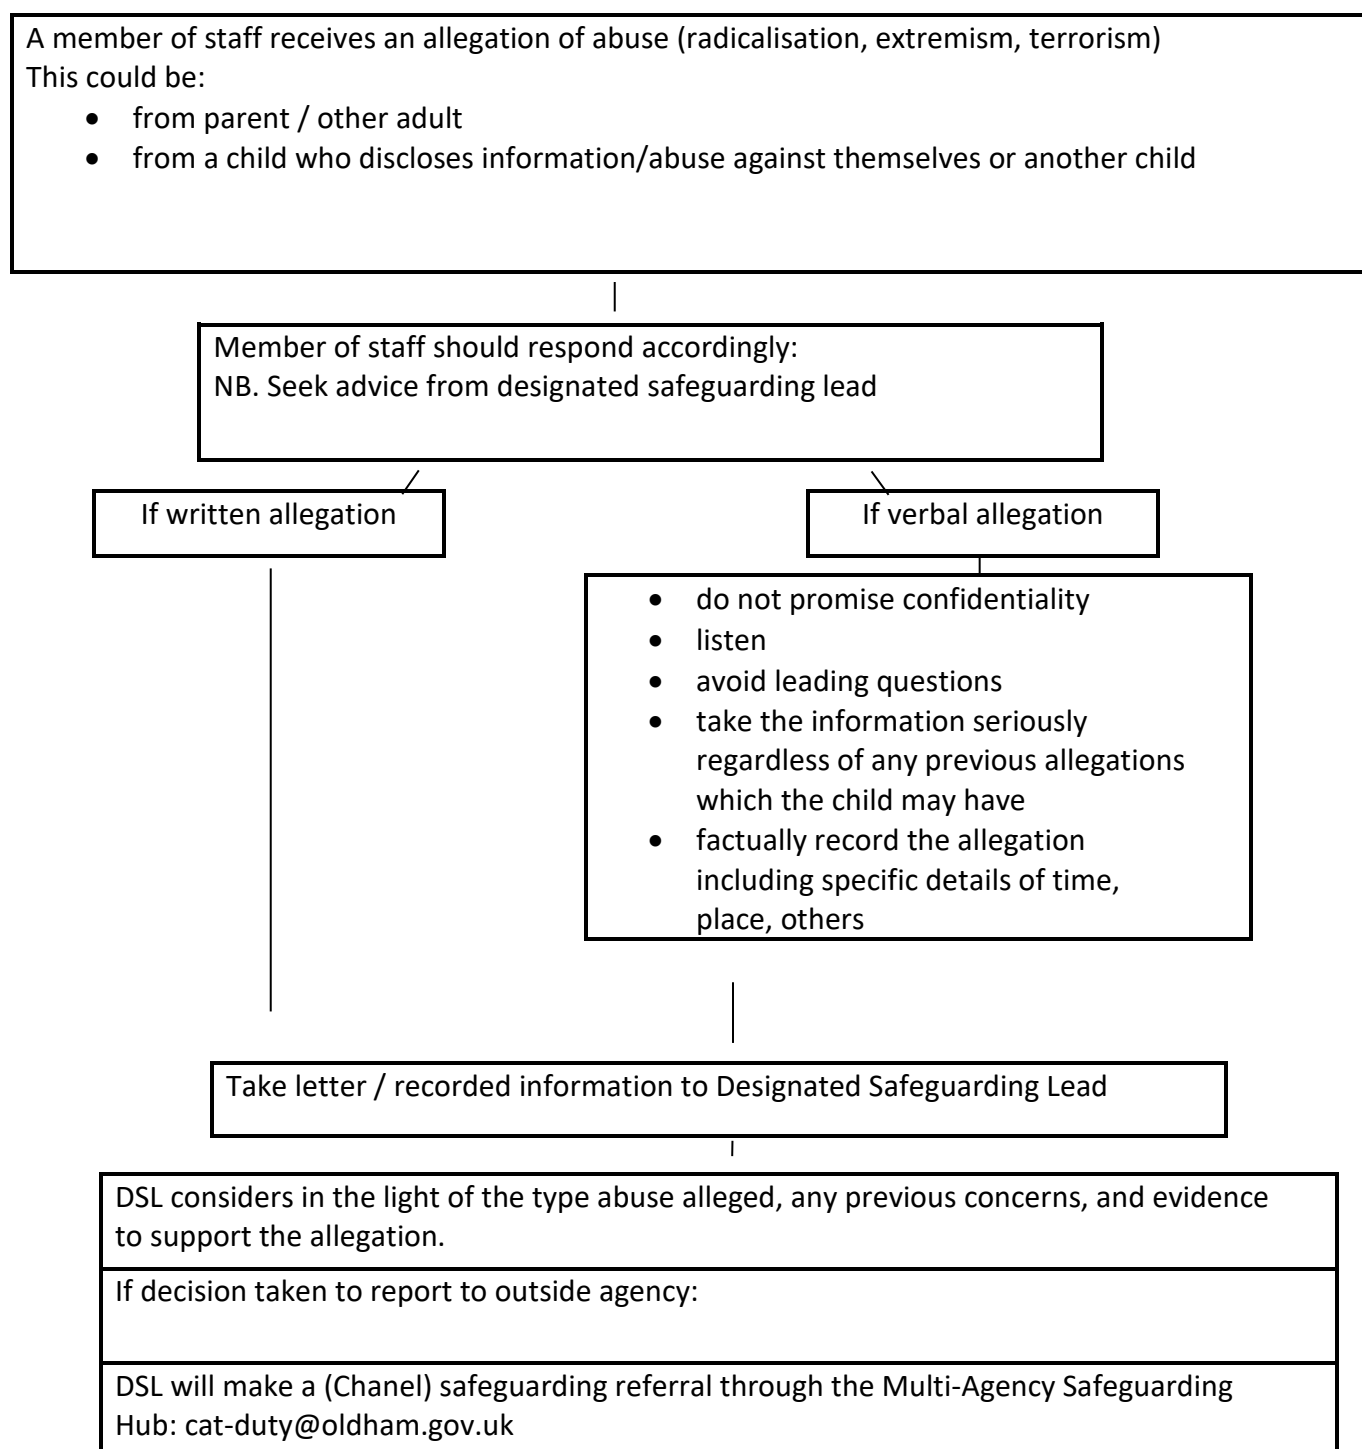 A member of staff receives an allegation of abuse (radicalisation, extremism, terrorism)
This could be:
• from parent / other adult
• from a child who discloses information/abuse against themselves or another child
Member of staff should respond accordingly:
NB. Seek advice from designated safeguarding lead
If written allegation
If verbal allegation
• do not promise confidentiality
• listen
• avoid leading questions
• take the information seriously
regardless of any previous allegations
which the child may have
• factually record the allegation
including specific details of time,
place, others
Take letter / recorded information to Designated Safeguarding Lead
DSL considers in the light of the type abuse alleged, any previous concerns, and evidence
to support the allegation.
If decision taken to report to outside agency:
DSL will make a (Chanel) safeguarding referral through the Multi-Agency Safeguarding
Hub: cat-duty@oldham.gov.uk